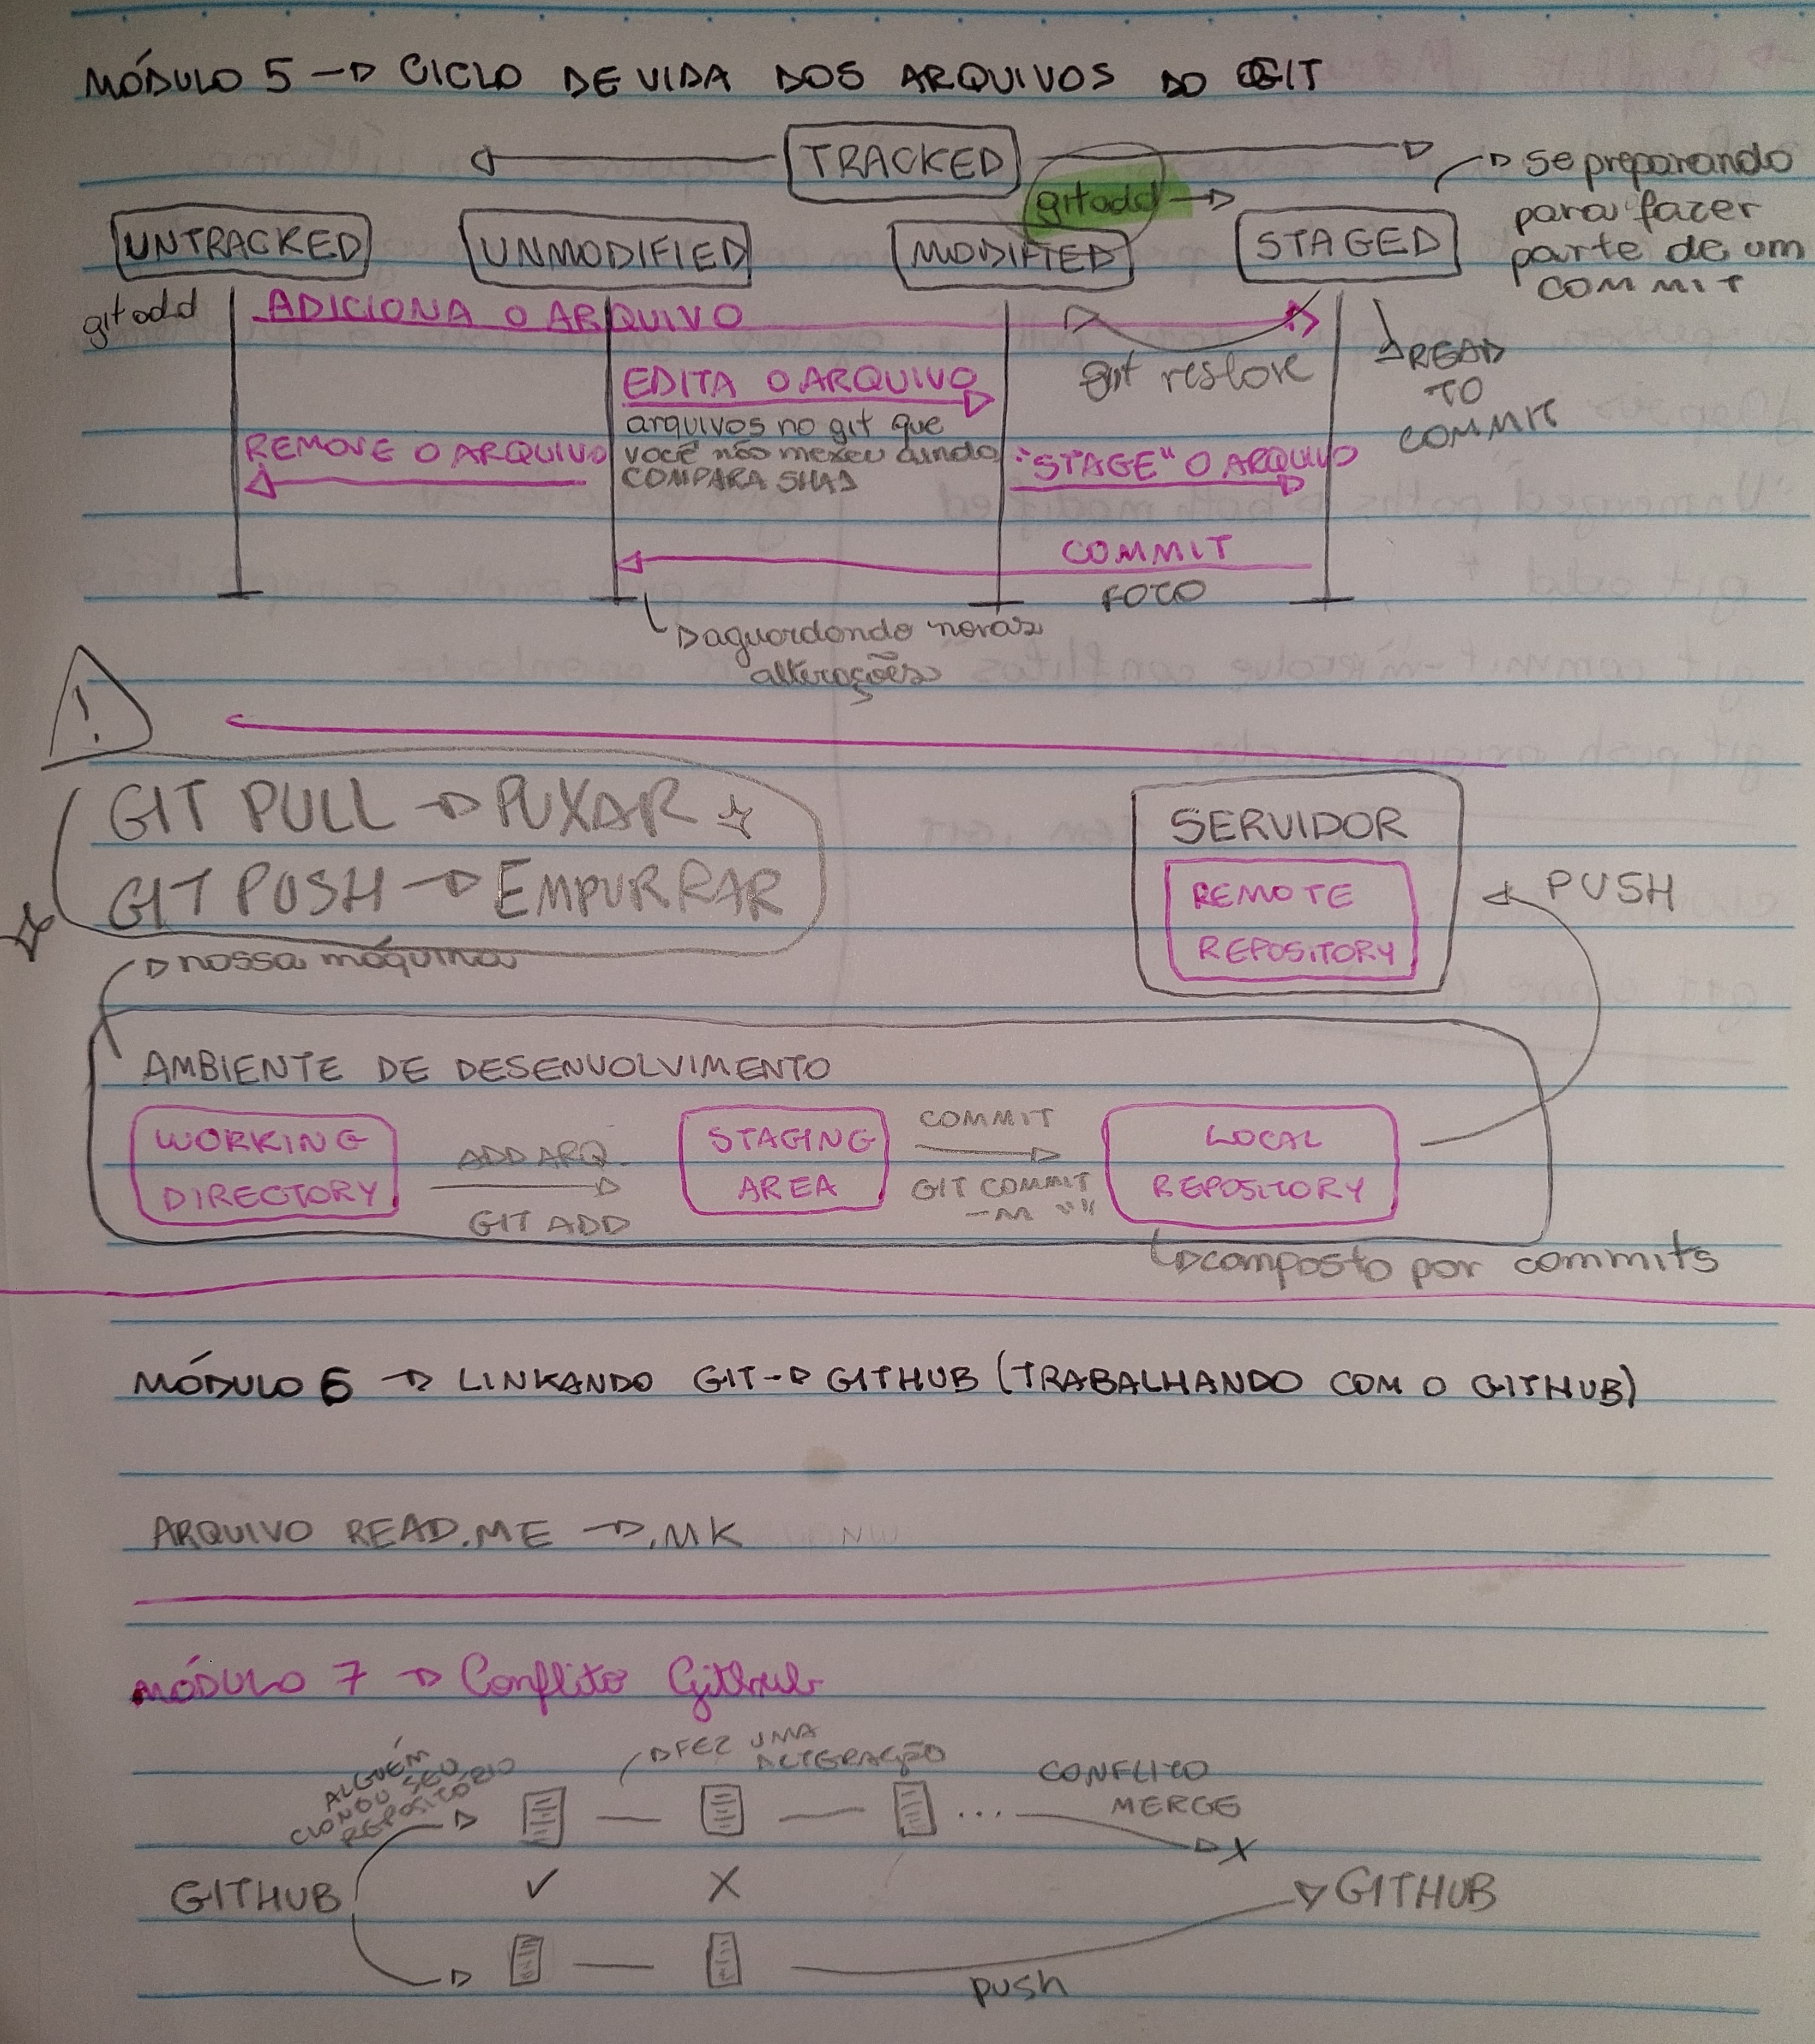 MÓDULO 5 → CICLO DE VIDA DOS ARQUIVOS DO GIT
TRACKED
git add →
UNTRACKED
UNMODIFIED
MODIFIED
STAGED
→ se preparando
para fazer
parte de um
COMMIT
git add
ADICIONA O ARQUIVO
EDITA O ARQUIVO
arquivos no git que
você não mexeu ainda
COMPARA SHA1
git restore
READ
TO
COMMIT
REMOVE O ARQUIVO
"STAGE" O ARQUIVO
COMMIT
FOTO
aguardando novas
alterações
!
GIT PULL → PUXAR
GIT PUSH → EMPURRAR
SERVIDOR
REMOTE
REPOSITORY
PUSH
nossa máquina
AMBIENTE DE DESENVOLVIMENTO
WORKING
DIRECTORY
ADD ARQ.
GIT ADD
STAGING
AREA
COMMIT
GIT COMMIT
-M ""
LOCAL
REPOSITORY
composto por commits
MÓDULO 6 → LINKANDO GIT → GITHUB (TRABALHANDO COM O GITHUB)
ARQUIVO READ.ME → .MK
MÓDULO 7 → Conflito Github
ALGUÉM
CLONOU SEU
REPOSITÓRIO
FEZ UMA
ALTERAÇÃO
CONFLITO
MERGE
... X
GITHUB
✓ X
GITHUB
push